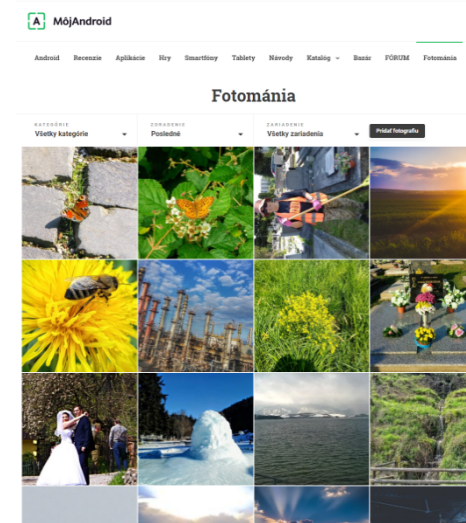 MôjAndroid
Android Recenzie Aplikácie Hry Smartfóny Tablety Návody Katalóg Bazár FÓRUM Fotománia
Fotománia
KATEGÓRIE ZORADENIE ZARIADENIE
Všetky kategórie Posledné Všetky zariadenia Pridať fotografiu